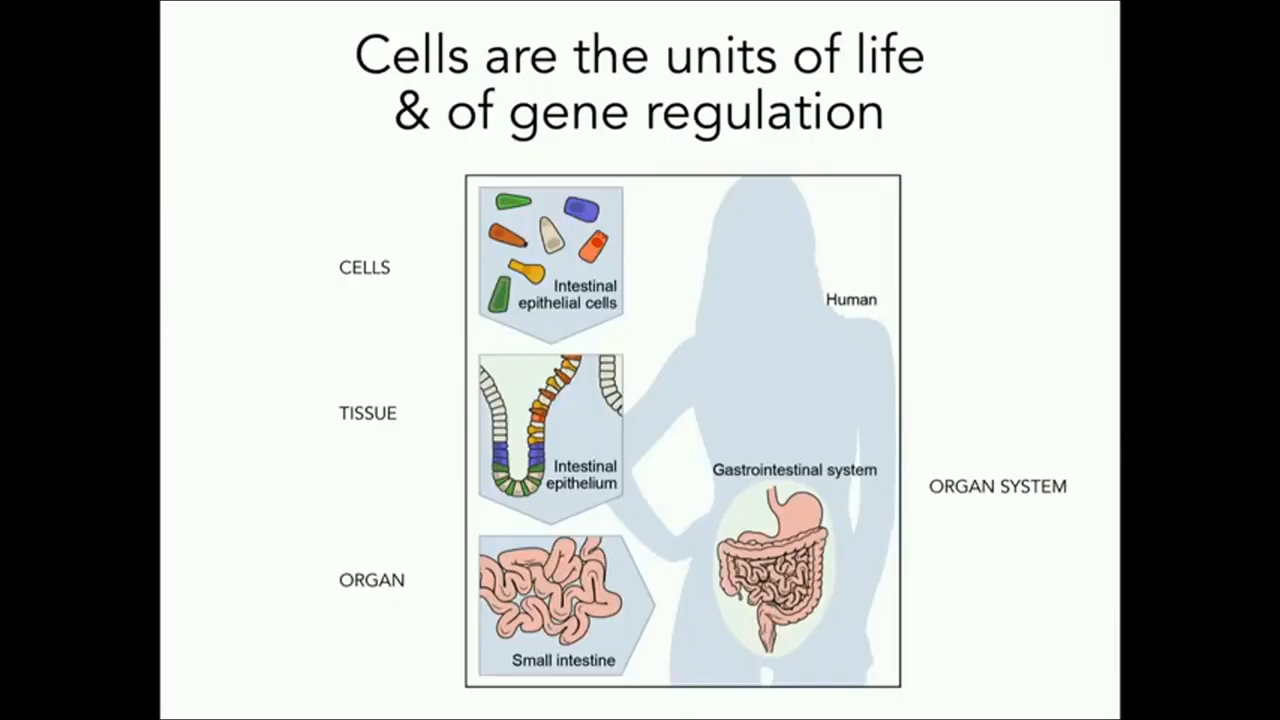 Cells are the units of life
& of gene regulation
CELLS
Intestinal
epithelial cells
Human
TISSUE
Intestinal
epithelium
Gastrointestinal system
ORGAN SYSTEM
ORGAN
Small intestine